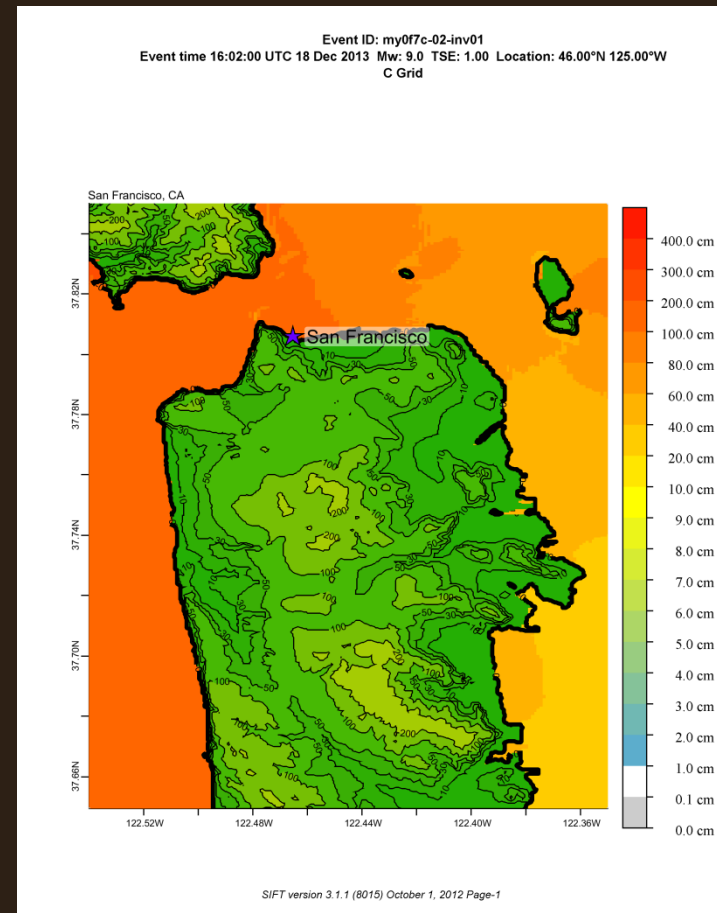 Event ID: my0f7c-02-inv01
Event time 16:02:00 UTC 18 Dec 2013 Mw: 9.0 TSE: 1.00 Location: 46.00°N 125.00°W
C Grid
San Francisco, CA
San Francisco
37.82N
37.78N
37.74N
37.70N
37.66N
122.52W
122.48W
122.44W
122.40W
122.36W
400.0 cm
300.0 cm
200.0 cm
100.0 cm
80.0 cm
60.0 cm
40.0 cm
20.0 cm
10.0 cm
9.0 cm
8.0 cm
7.0 cm
6.0 cm
5.0 cm
4.0 cm
3.0 cm
2.0 cm
1.0 cm
0.1 cm
0.0 cm
SIFT version 3.1.1 (8015) October 1, 2012 Page-1